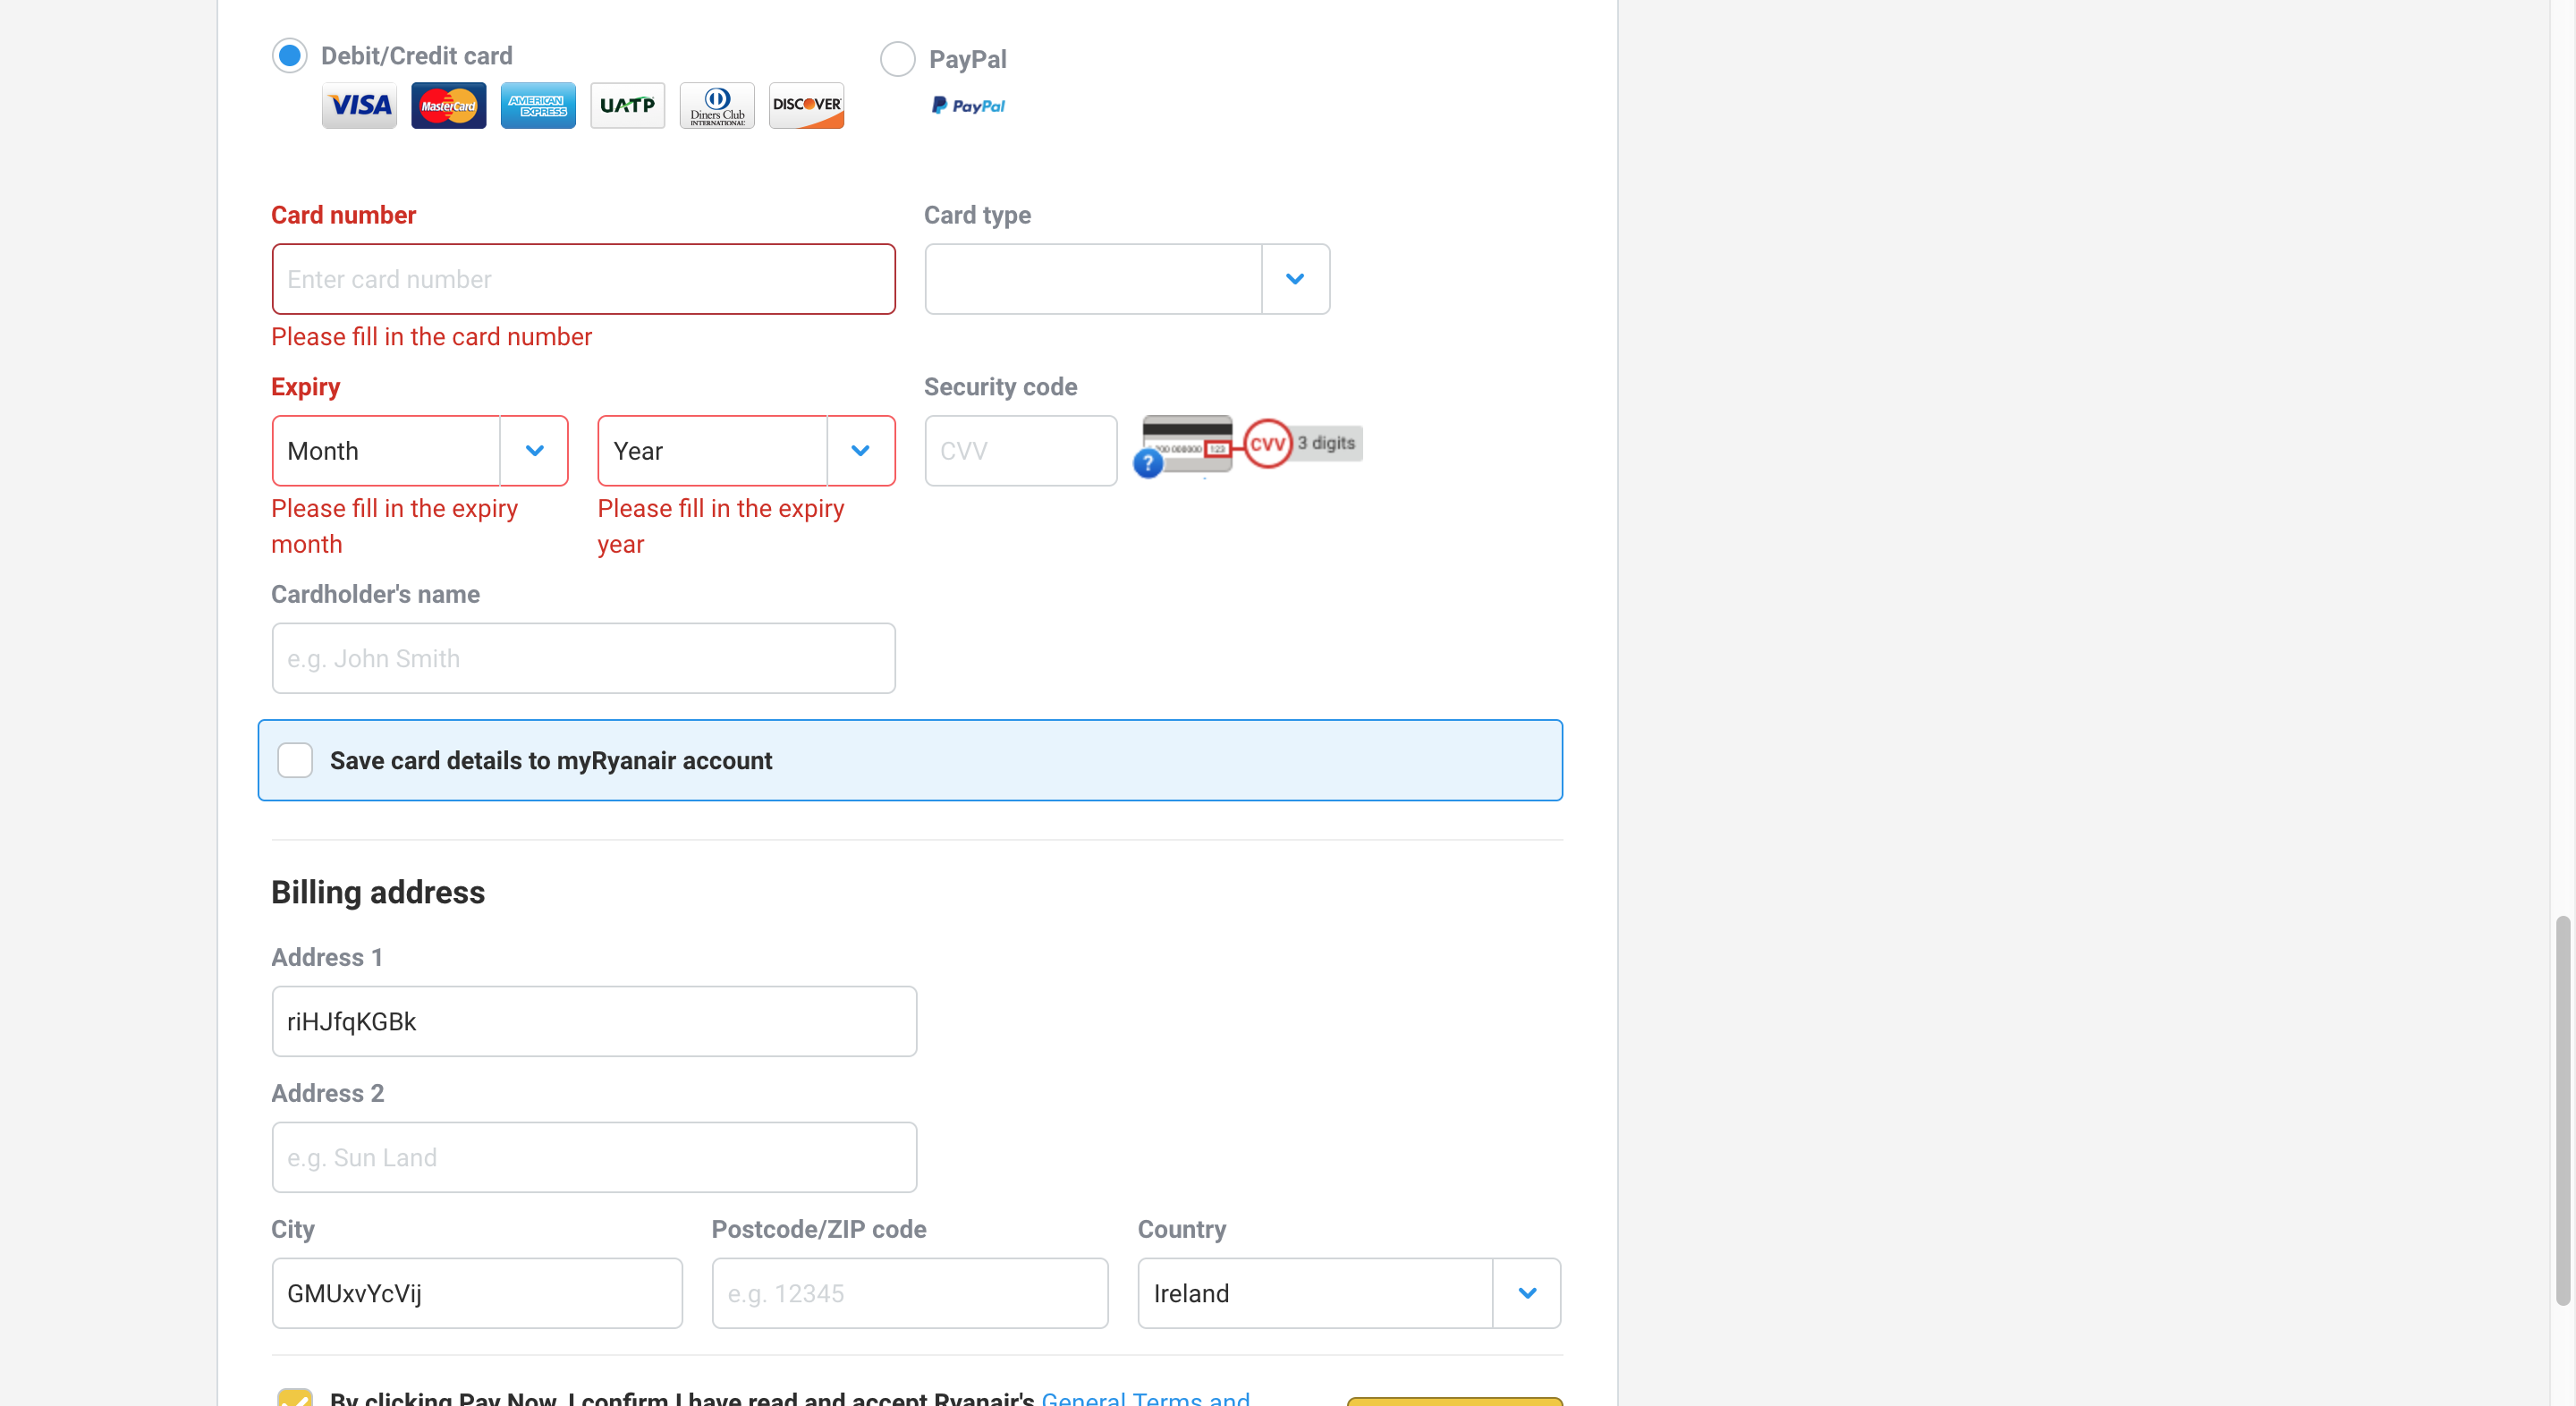 Debit/Credit card
PayPal
VISA
MasterCard
AMERICAN EXPRESS
UATP
Diners Club INTERNATIONAL
DISCOVER
PayPal
Card number
Card type
Enter card number
Please fill in the card number
Expiry
Security code
Month
Year
CVV
123
CVV
3 digits
?
Please fill in the expiry month
Please fill in the expiry year
Cardholder's name
e.g. John Smith
Save card details to myRyanair account
Billing address
Address 1
riHJfqKGBk
Address 2
e.g. Sun Land
City
Postcode/ZIP code
Country
GMUxvYcVij
e.g. 12345
Ireland
By clicking Pay Now, I confirm I have read and accept Ryanair's General Terms and